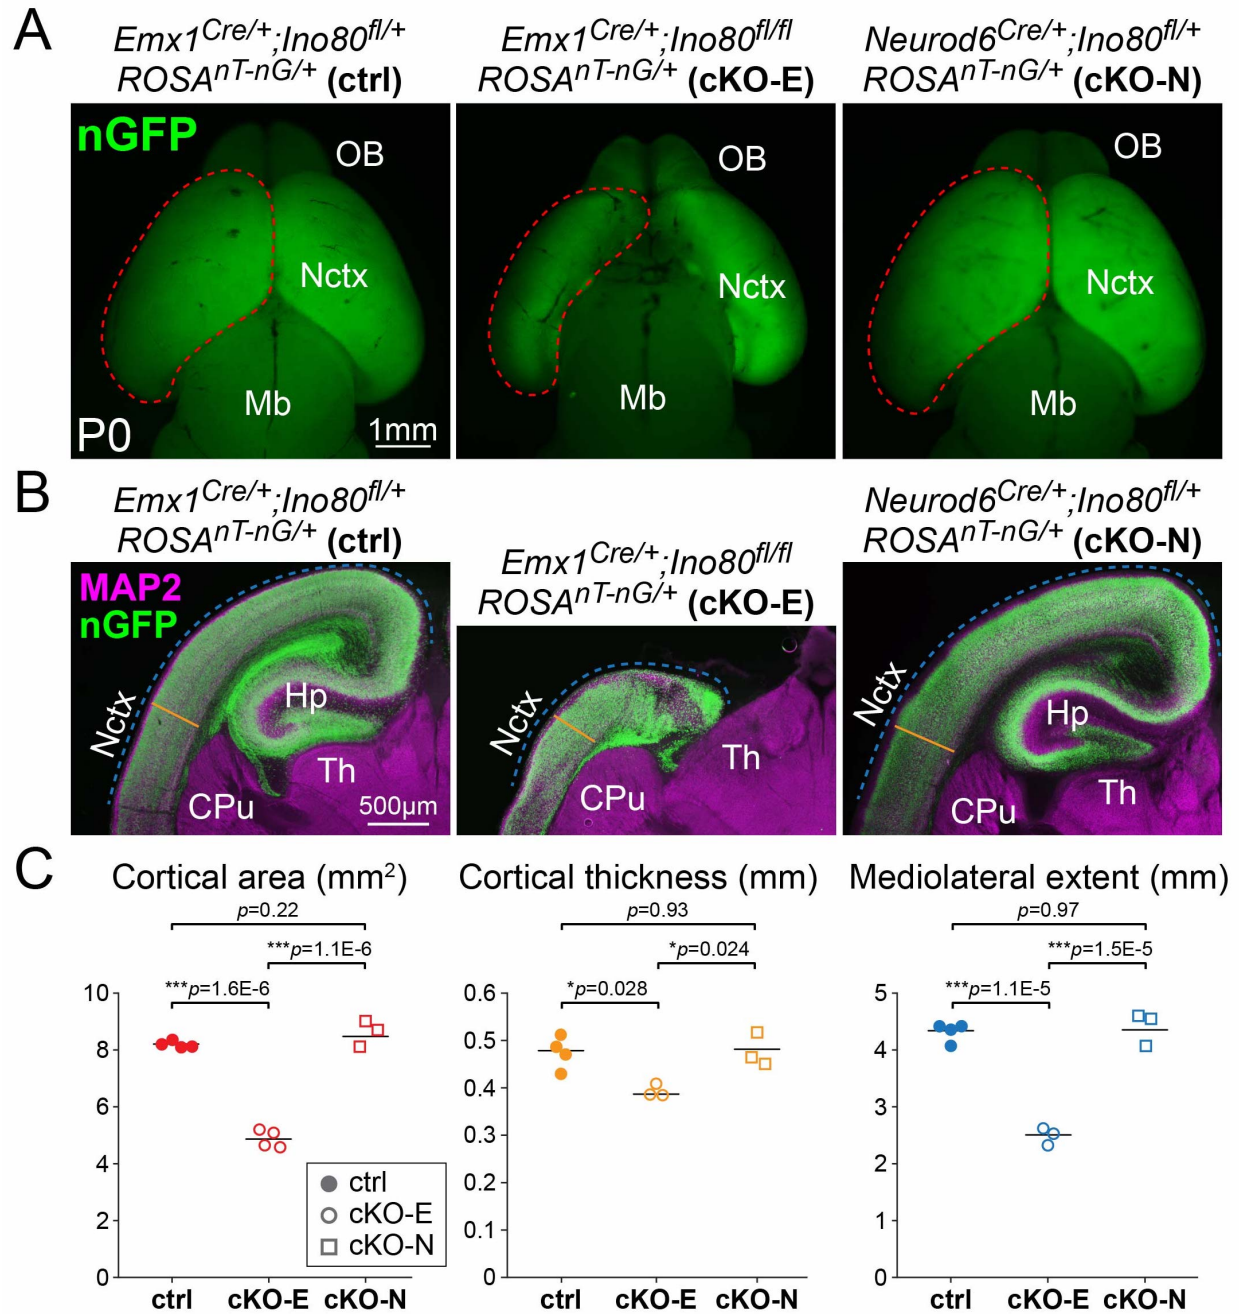 A
Emx1Cre/+;Ino80fl/+
ROSAnT-nG/+ (ctrl)
Emx1Cre/+;Ino80fl/fl
ROSAnT-nG/+ (cKO-E)
Neurod6Cre/+;Ino80fl/+
ROSAnT-nG/+ (cKO-N)
nGFP
OB
Nctx
Mb
P0
1mm
OB
Nctx
Mb
OB
Nctx
Mb
B
Emx1Cre/+;Ino80fl/+
ROSAnT-nG/+ (ctrl)
Emx1Cre/+;Ino80fl/fl
ROSAnT-nG/+ (cKO-E)
Neurod6Cre/+;Ino80fl/+
ROSAnT-nG/+ (cKO-N)
MAP2
nGFP
Nctx
Hp
Th
CPu
500µm
Nctx
Th
CPu
Nctx
Hp
Th
CPu
C
Cortical area (mm2)
p=0.22
***p=1.1E-6
***p=1.6E-6
10
8
6
4
2
0
ctrl
cKO-E
cKO-N
ctrl cKO-E cKO-N
Cortical thickness (mm)
p=0.93
*p=0.024
*p=0.028
0.6
0.5
0.4
0.3
0.2
0.1
0
ctrl cKO-E cKO-N
Mediolateral extent (mm)
p=0.97
***p=1.5E-5
***p=1.1E-5
5
4
3
2
1
0
ctrl cKO-E cKO-N